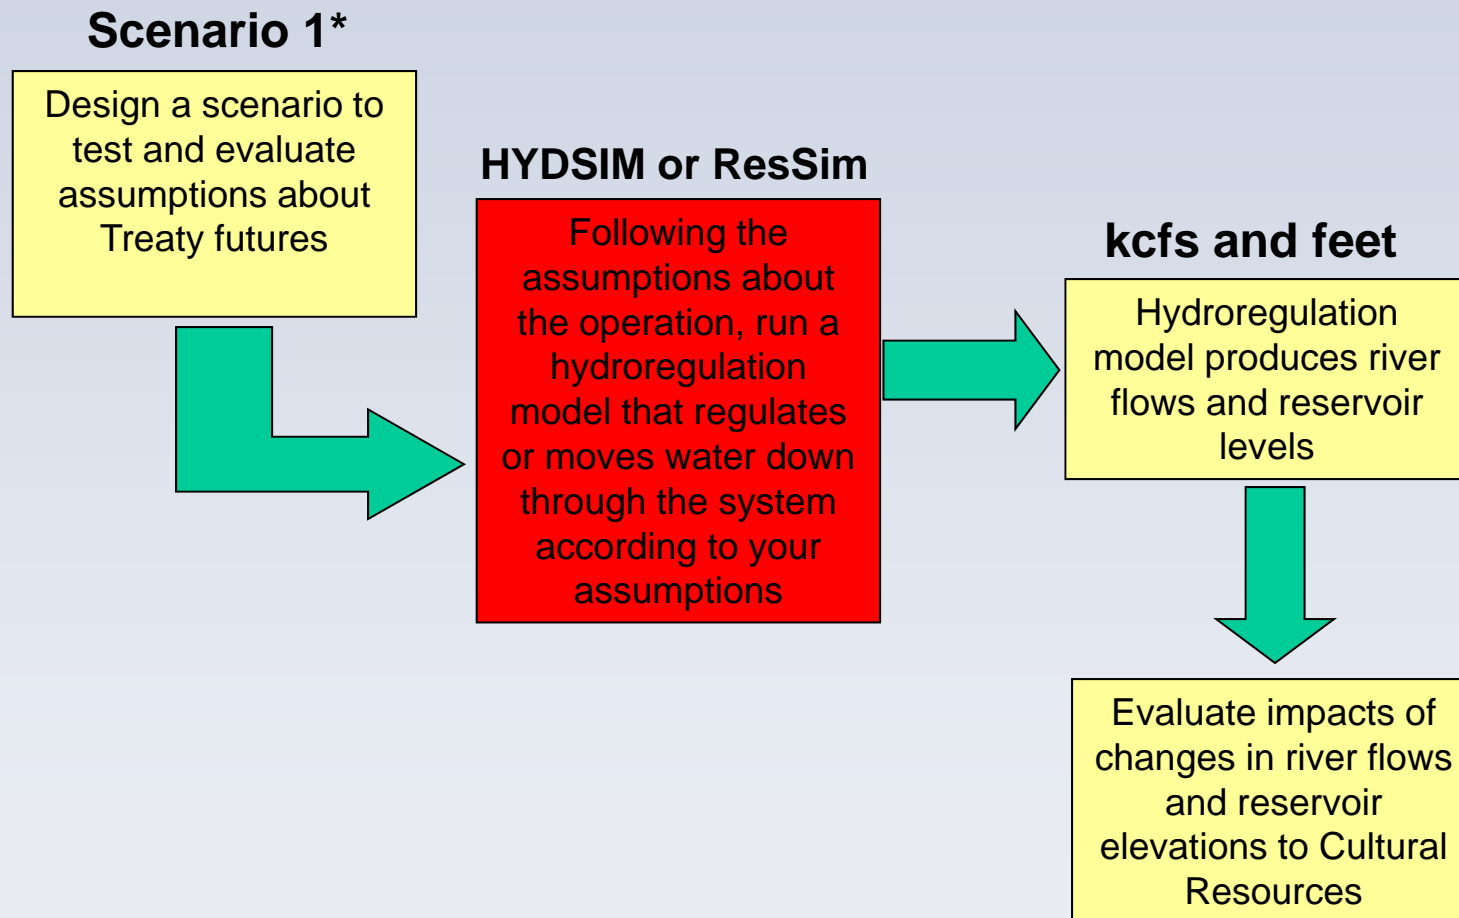 Scenario 1*
Design a scenario to
test and evaluate
assumptions about
Treaty futures
HYDSIM or ResSim
Following the
assumptions about
the operation, run a
hydroregulation
model that regulates
or moves water down
through the system
according to your
assumptions
kcfs and feet
Hydroregulation
model produces river
flows and reservoir
levels
Evaluate impacts of
changes in river flows
and reservoir
elevations to Cultural
Resources